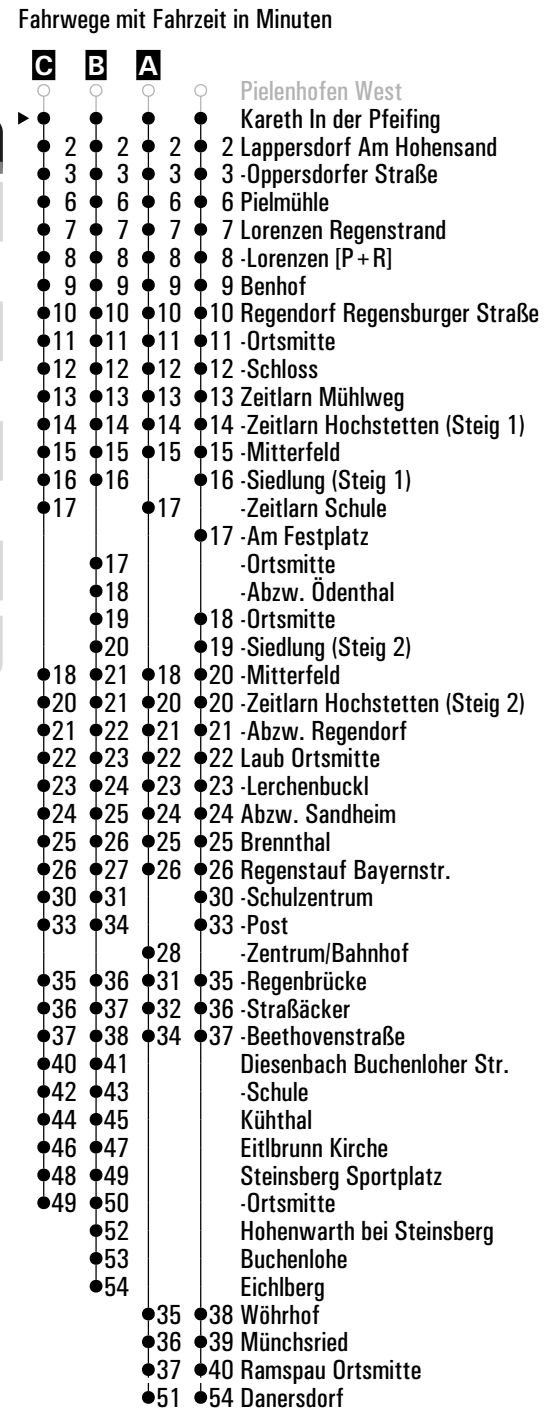 Fahrwege mit Fahrzeit in Minuten
C B A
Pielenhofen West
Kareth In der Pfeifing
2 2 2 2 Lappersdorf Am Hohensand
3 3 3 3 -Oppersdorfer Straße
6 6 6 6 Pielmühle
7 7 7 7 Lorenzen Regenstrand
8 8 8 8 -Lorenzen [P+R]
9 9 9 9 Benhof
10 10 10 10 Regendorf Regensburger Straße
11 11 11 11 -Ortsmitte
12 12 12 12 -Schloss
13 13 13 13 Zeitlarn Mühlweg
14 14 14 14 -Zeitlarn Hochstetten (Steig 1)
15 15 15 15 -Mitterfeld
16 16 16 -Siedlung (Steig 1)
17 17 -Zeitlarn Schule
17 -Am Festplatz
17 -Ortsmitte
18 -Abzw. Ödenthal
19 18 -Ortsmitte
20 19 -Siedlung (Steig 2)
18 21 18 20 -Mitterfeld
20 21 20 20 -Zeitlarn Hochstetten (Steig 2)
21 22 21 21 -Abzw. Regendorf
22 23 22 22 Laub Ortsmitte
23 24 23 23 -Lerchenbuckl
24 25 24 24 Abzw. Sandheim
25 26 25 25 Brennthal
26 27 26 26 Regenstauf Bayernstr.
30 31 30 -Schulzentrum
33 34 33 -Post
28 -Zentrum/Bahnhof
35 36 31 35 -Regenbrücke
36 37 32 36 -Straßäcker
37 38 34 37 -Beethovenstraße
40 41 Diesenbach Buchenloher Str.
42 43 -Schule
44 45 Kühthal
46 47 Eitlbrunn Kirche
48 49 Steinsberg Sportplatz
49 50 -Ortsmitte
52 Hohenwarth bei Steinsberg
53 Buchenlohe
54 Eichlberg
35 38 Wöhrhof
36 39 Münchsried
37 40 Ramspau Ortsmitte
51 54 Danersdorf